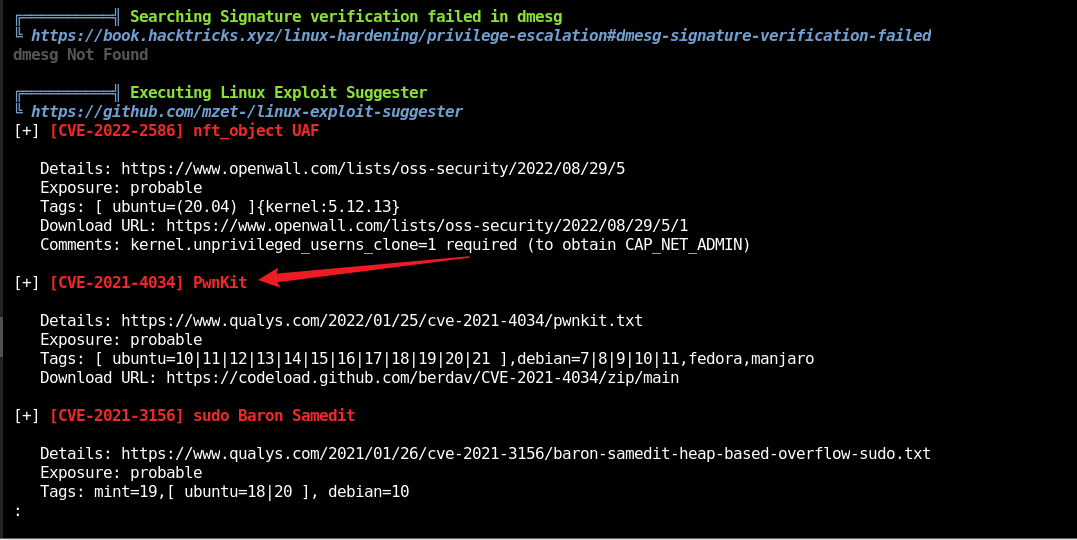 ╔══════════╣ Searching Signature verification failed in dmesg
╚ https://book.hacktricks.xyz/linux-hardening/privilege-escalation#dmesg-signature-verification-failed
dmesg Not Found
╔══════════╣ Executing Linux Exploit Suggester
╚ https://github.com/mzet-/linux-exploit-suggester
[+] [CVE-2022-2586] nft_object UAF
Details: https://www.openwall.com/lists/oss-security/2022/08/29/5
Exposure: probable
Tags: [ ubuntu=(20.04) ]{kernel:5.12.13}
Download URL: https://www.openwall.com/lists/oss-security/2022/08/29/5/1
Comments: kernel.unprivileged_userns_clone=1 required (to obtain CAP_NET_ADMIN)
[+] [CVE-2021-4034] PwnKit
Details: https://www.qualys.com/2022/01/25/cve-2021-4034/pwnkit.txt
Exposure: probable
Tags: [ ubuntu=10|11|12|13|14|15|16|17|18|19|20|21 ],debian=7|8|9|10|11,fedora,manjaro
Download URL: https://codeload.github.com/berdav/CVE-2021-4034/zip/main
[+] [CVE-2021-3156] sudo Baron Samedit
Details: https://www.qualys.com/2021/01/26/cve-2021-3156/baron-samedit-heap-based-overflow-sudo.txt
Exposure: probable
Tags: mint=19,[ ubuntu=18|20 ], debian=10
: